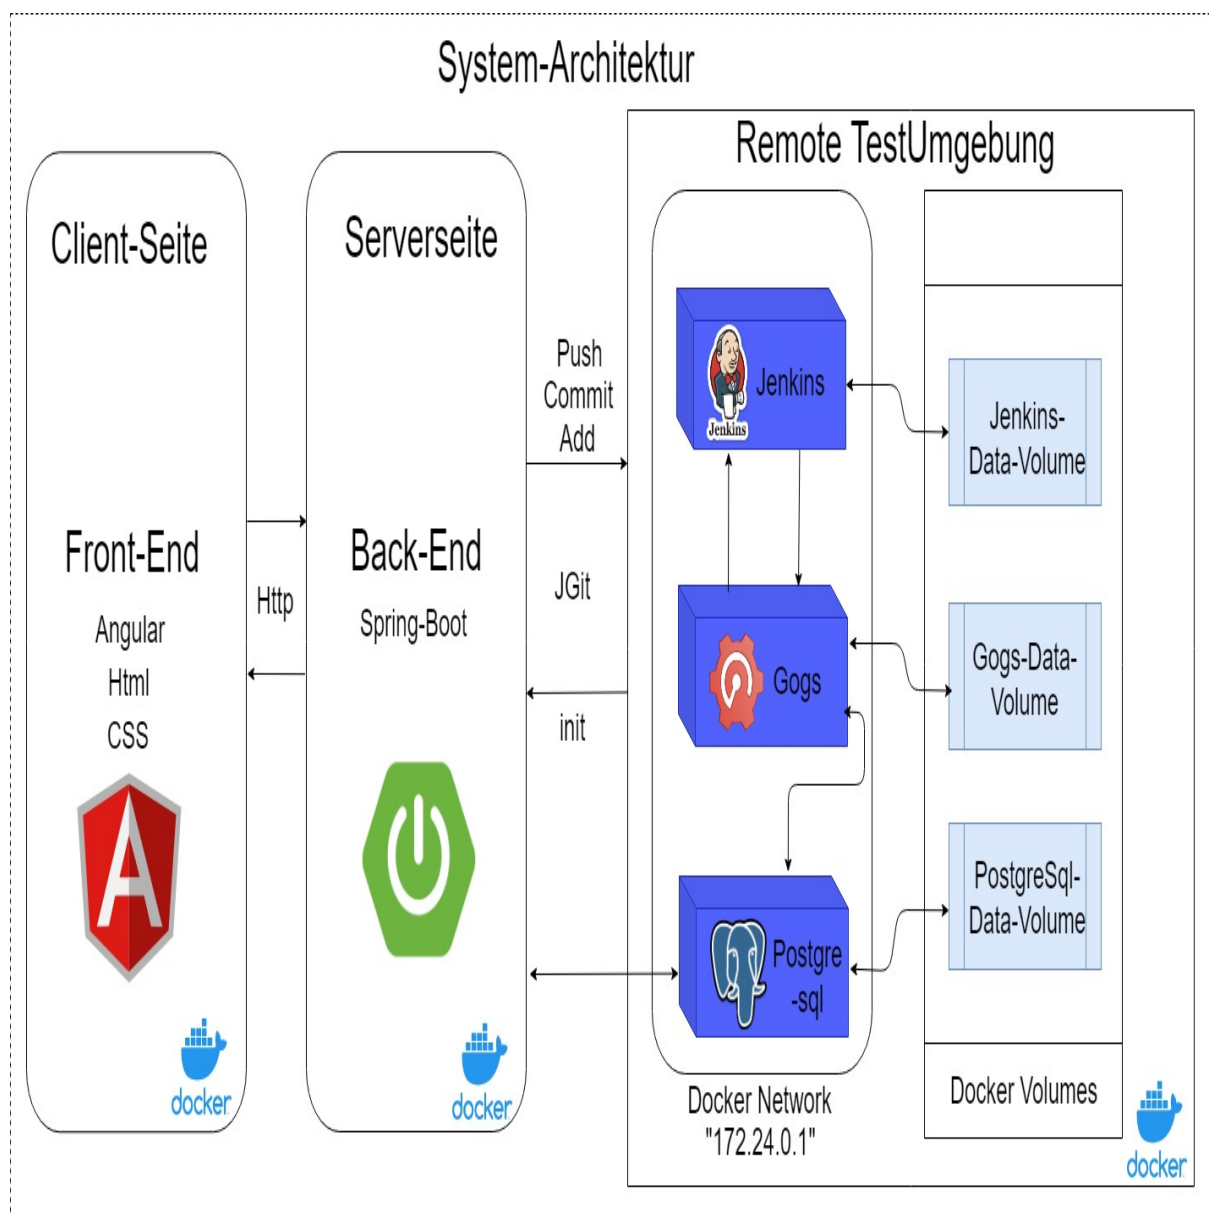 System-Architektur
Client-Seite
Front-End
Angular
Html
CSS
docker
Http
Serverseite
Back-End
Spring-Boot
docker
Push
Commit
Add
JGit
init
Remote TestUmgebung
Jenkins
Jenkins
Gogs
Postgre
-sql
Docker Network
"172.24.0.1"
Jenkins-
Data-Volume
Gogs-Data-
Volume
PostgreSql-
Data-Volume
Docker Volumes
docker